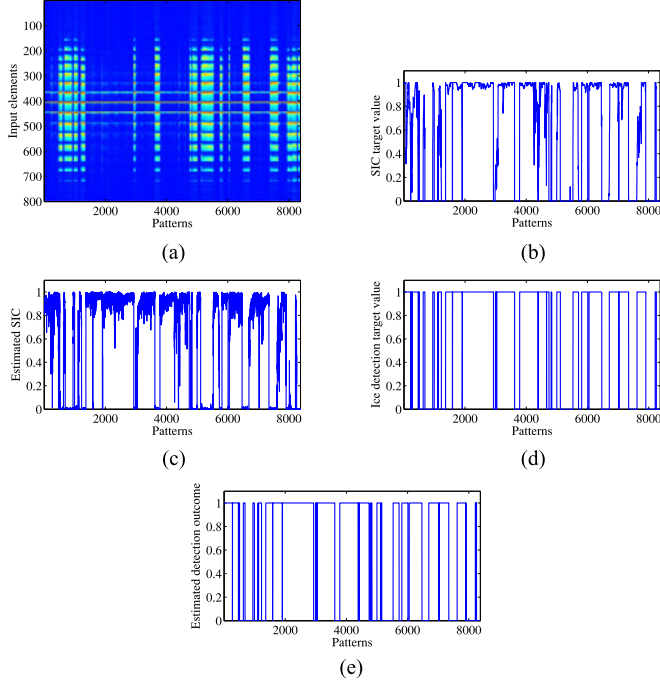 100
200
300
400
500
600
700
800
Input elements
2000 4000 6000 8000
Patterns
(a)
1
0.8
0.6
0.4
0.2
0
SIC target value
2000 4000 6000 8000
Patterns
(b)
1
0.8
0.6
0.4
0.2
0
Estimated SIC
2000 4000 6000 8000
Patterns
(c)
1
0.8
0.6
0.4
0.2
0
Ice detection target value
2000 4000 6000 8000
Patterns
(d)
1
0.8
0.6
0.4
0.2
0
Estimated detection outcome
2000 4000 6000 8000
Patterns
(e)